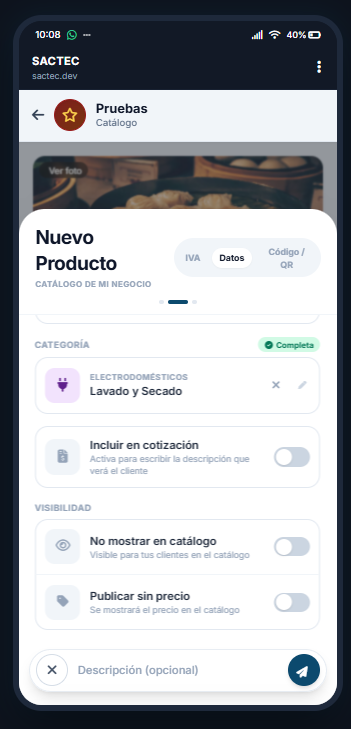 10:08
40%
SACTEC
sactec.dev
Pruebas
Catálogo
Ver foto
Nuevo
Producto
CATÁLOGO DE MI NEGOCIO
IVA
Datos
Código /
QR
CATEGORÍA
Completa
ELECTRODOMÉSTICOS
Lavado y Secado
Incluir en cotización
Activa para escribir la descripción que
verá el cliente
VISIBILIDAD
No mostrar en catálogo
Visible para tus clientes en el catálogo
Publicar sin precio
Se mostrará el precio en el catálogo
Descripción (opcional)